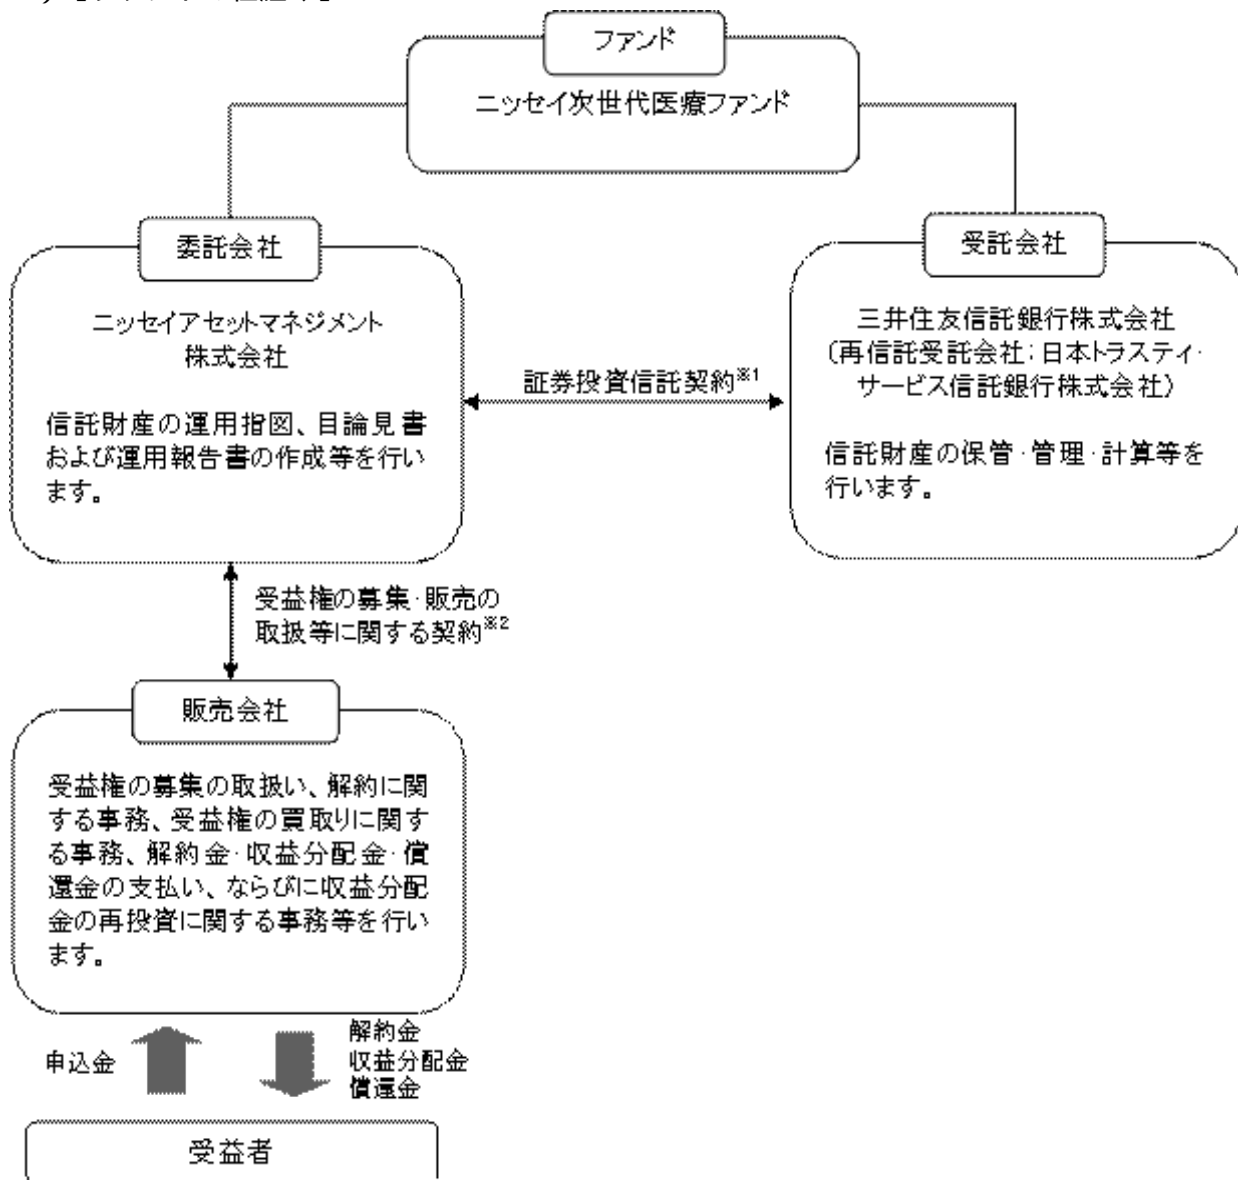 ファンド
ニッセイ次世代医療ファンド
委託会社
ニッセイアセットマネジメント
株式会社
信託財産の運用指図、目論見書
および運用報告書の作成等を行い
ます。
証券投資信託契約※1
受託会社
三井住友信託銀行株式会社
(再信託受託会社:日本トラスティ・
サービス信託銀行株式会社)
信託財産の保管・管理・計算等を
行います。
受益権の募集・販売の
取扱等に関する契約※2
販売会社
受益権の募集の取扱い、解約に関
する事務、受益権の買取りに関す
る事務、解約金・収益分配金・償
還金の支払い、ならびに収益分配
金の再投資に関する事務等を行い
ます。
申込金
解約金
収益分配金
償還金
受益者